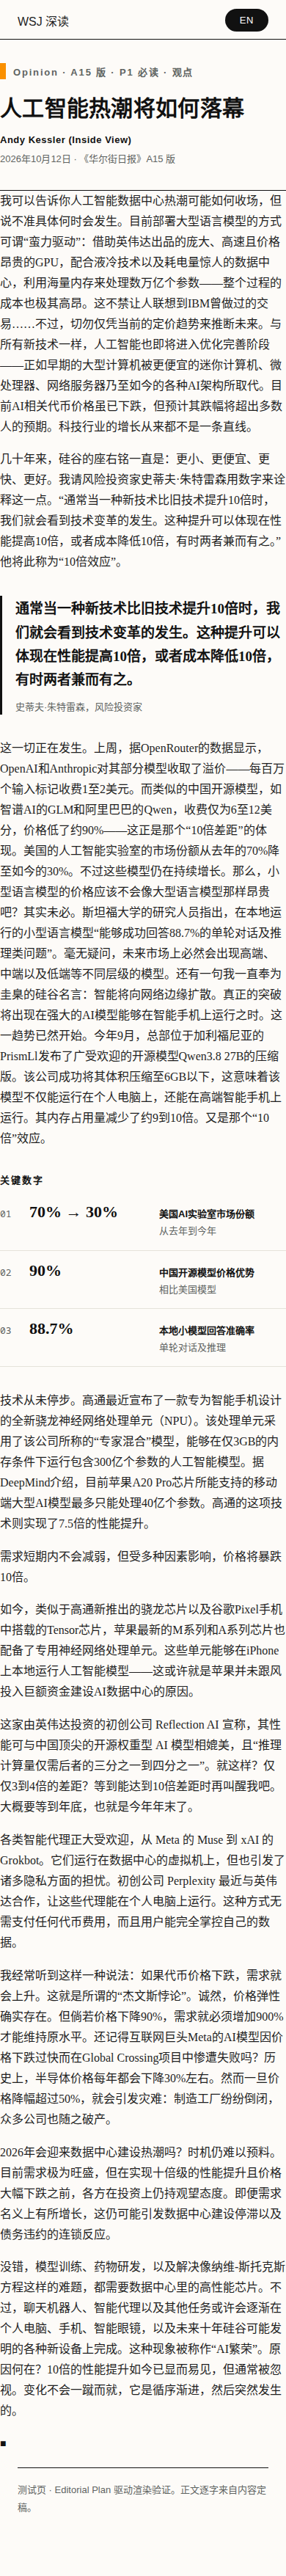 WSJ 深读
EN
Opinion · A15 版 · P1 必读 · 观点
人工智能热潮将如何落幕
Andy Kessler (Inside View)
2026年10月12日 · 《华尔街日报》A15 版
我可以告诉你人工智能数据中心热潮可能如何收场，但
说不准具体何时会发生。目前部署大型语言模型的方式
可谓“蛮力驱动”：借助英伟达出品的庞大、高速且价格
昂贵的GPU，配合液冷技术以及耗电量惊人的数据中
心，利用海量内存来处理数万亿个参数——整个过程的
成本也极其高昂。这不禁让人联想到IBM曾做过的交
易……不过，切勿仅凭当前的定价趋势来推断未来。与
所有新技术一样，人工智能也即将进入优化完善阶段
——正如早期的大型计算机被更便宜的迷你计算机、微
处理器、网络服务器乃至如今的各种AI架构所取代。目
前AI相关代币价格虽已下跌，但预计其跌幅将超出多数
人的预期。科技行业的增长从来都不是一条直线。
几十年来，硅谷的座右铭一直是：更小、更便宜、更
快、更好。我请风险投资家史蒂夫·朱特雷森用数字来诠
释这一点。“通常当一种新技术比旧技术提升10倍时，
我们就会看到技术变革的发生。这种提升可以体现在性
能提高10倍，或者成本降低10倍，有时两者兼而有之。”
他将此称为“10倍效应”。
通常当一种新技术比旧技术提升10倍时，我
们就会看到技术变革的发生。这种提升可以
体现在性能提高10倍，或者成本降低10倍，
有时两者兼而有之。
史蒂夫·朱特雷森，风险投资家
这一切正在发生。上周，据OpenRouter的数据显示，
OpenAI和Anthropic对其部分模型收取了溢价——每百万
个输入标记收费1至2美元。而类似的中国开源模型，如
智谱AI的GLM和阿里巴巴的Qwen，收费仅为6至12美
分，价格低了约90%——这正是那个“10倍差距”的体
现。美国的人工智能实验室的市场份额从去年的70%降
至如今的30%。不过这些模型仍在持续增长。那么，小
型语言模型的价格应该不会像大型语言模型那样昂贵
吧？其实未必。斯坦福大学的研究人员指出，在本地运
行的小型语言模型“能够成功回答88.7%的单轮对话及推
理类问题”。毫无疑问，未来市场上必然会出现高端、
中端以及低端等不同层级的模型。还有一句我一直奉为
圭臬的硅谷名言：智能将向网络边缘扩散。真正的突破
将出现在强大的AI模型能够在智能手机上运行之时。这
一趋势已然开始。今年9月，总部位于加利福尼亚的
PrismLl发布了广受欢迎的开源模型Qwen3.8 27B的压缩
版。该公司成功将其体积压缩至6GB以下，这意味着该
模型不仅能运行在个人电脑上，还能在高端智能手机上
运行。其内存占用量减少了约9到10倍。又是那个“10
倍”效应。
关键数字
01 70% → 30% 美国AI实验室市场份额
从去年到今年
02 90% 中国开源模型价格优势
相比美国模型
03 88.7% 本地小模型回答准确率
单轮对话及推理
技术从未停步。高通最近宣布了一款专为智能手机设计
的全新骁龙神经网络处理单元（NPU）。该处理单元采
用了该公司所称的“专家混合”模型，能够在仅3GB的内
存条件下运行包含300亿个参数的人工智能模型。据
DeepMind介绍，目前苹果A20 Pro芯片所能支持的移动
端大型AI模型最多只能处理40亿个参数。高通的这项技
术则实现了7.5倍的性能提升。
需求短期内不会减弱，但受多种因素影响，价格将暴跌
10倍。
如今，类似于高通新推出的骁龙芯片以及谷歌Pixel手机
中搭载的Tensor芯片，苹果最新的M系列和A系列芯片也
配备了专用神经网络处理单元。这些单元能够在iPhone
上本地运行人工智能模型——这或许就是苹果并未跟风
投入巨额资金建设AI数据中心的原因。
这家由英伟达投资的初创公司 Reflection AI 宣称，其性
能可与中国顶尖的开源权重型 AI 模型相媲美，且“推理
计算量仅需后者的三分之一到四分之一”。就这样？仅
仅3到4倍的差距？等到能达到10倍差距时再叫醒我吧。
大概要等到年底，也就是今年年末了。
各类智能代理正大受欢迎，从 Meta 的 Muse 到 xAI 的
Grokbot。它们运行在数据中心的虚拟机上，但也引发了
诸多隐私方面的担忧。初创公司 Perplexity 最近与英伟
达合作，让这些代理能在个人电脑上运行。这种方式无
需支付任何代币费用，而且用户能完全掌控自己的数
据。
我经常听到这样一种说法：如果代币价格下跌，需求就
会上升。这就是所谓的“杰文斯悖论”。诚然，价格弹性
确实存在。但倘若价格下降90%，需求就必须增加900%
才能维持原水平。还记得互联网巨头Meta的AI模型因价
格下跌过快而在Global Crossing项目中惨遭失败吗？历
史上，半导体价格每年都会下降30%左右。然而一旦价
格降幅超过50%，就会引发灾难：制造工厂纷纷倒闭，
众多公司也随之破产。
2026年会迎来数据中心建设热潮吗？时机仍难以预料。
目前需求极为旺盛，但在实现十倍级的性能提升且价格
大幅下跌之前，各方在投资上仍持观望态度。即便需求
名义上有所增长，这仍可能引发数据中心建设停滞以及
债务违约的连锁反应。
没错，模型训练、药物研发，以及解决像纳维-斯托克斯
方程这样的难题，都需要数据中心里的高性能芯片。不
过，聊天机器人、智能代理以及其他任务或许会逐渐在
个人电脑、手机、智能眼镜，以及未来十年硅谷可能发
明的各种新设备上完成。这种现象被称作“AI繁荣”。原
因何在？10倍的性能提升如今已显而易见，但通常被忽
视。变化不会一蹴而就，它是循序渐进，然后突然发生
的。
■
测试页 · Editorial Plan 驱动渲染验证。正文逐字来自内容定
稿。